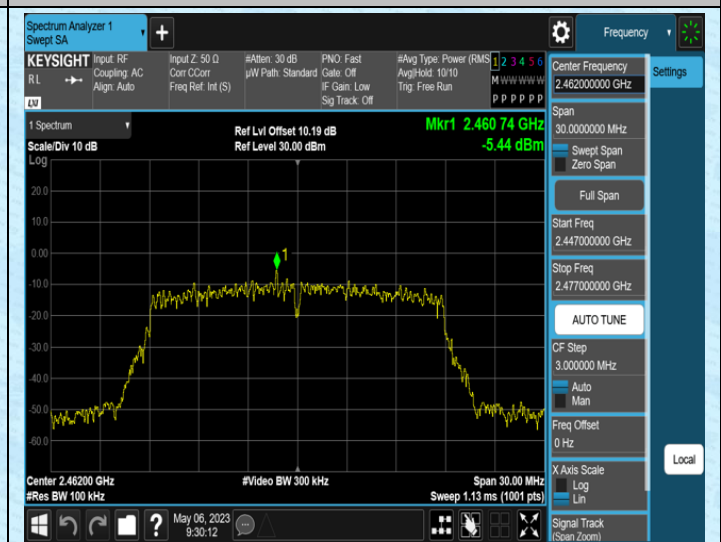 Spectrum Analyzer 1
Swept SA
+
Frequency
KEYSIGHT
RL
LXI
Input: RF
Coupling: AC
Align: Auto
Input Z: 50 Ω
Corr CCorr
Freq Ref: Int (S)
#Atten: 30 dB
µW Path: Standard
PNO: Fast
Gate: Off
IF Gain: Low
Sig Track: Off
#Avg Type: Power (RMS
Avg|Hold: 10/10
Trig: Free Run
1 2 3 4 5 6
M W W W W W
P P P P P P
Center Frequency
2.462000000 GHz
Settings
Span
30.0000000 MHz
Swept Span
Zero Span
Full Span
Start Freq
2.447000000 GHz
Stop Freq
2.477000000 GHz
AUTO TUNE
CF Step
3.000000 MHz
Auto
Man
Freq Offset
0 Hz
X Axis Scale
Log
Lin
Local
Signal Track
(Span Zoom)
1 Spectrum
Scale/Div 10 dB
Log
Ref Lvl Offset 10.19 dB
Ref Level 30.00 dBm
Mkr1 2.460 74 GHz
-5.44 dBm
1
20.0
10.0
0.00
-10.0
-20.0
-30.0
-40.0
-50.0
-60.0
Center 2.46200 GHz
#Res BW 100 kHz
#Video BW 300 kHz
Span 30.00 MHz
Sweep 1.13 ms (1001 pts)
?
May 06, 2023
9:30:12